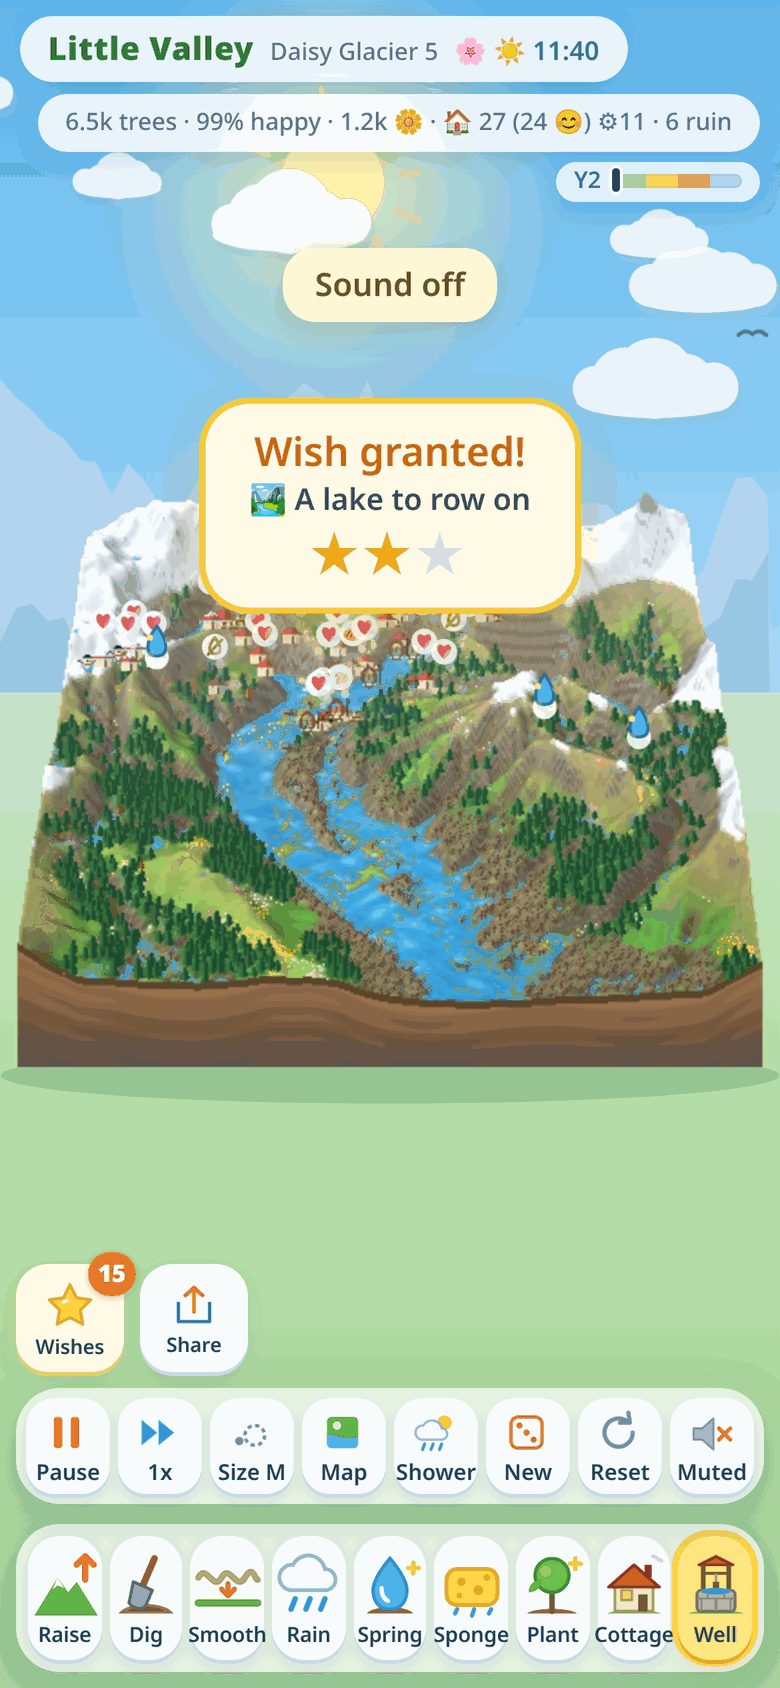 Little Valley Daisy Glacier 5 🌸 ☀️ 11:40
6.5k trees · 99% happy · 1.2k 🌼 · 🏠 27 (24 😊) ⚙11 · 6 ruin
Y2
Sound off
Wish granted!
🏞️ A lake to row on
★★★
15
Wishes
Share
Pause
1x
Size M
Map
Shower
New
Reset
Muted
Raise
Dig
Smooth
Rain
Spring
Sponge
Plant
Cottage
Well